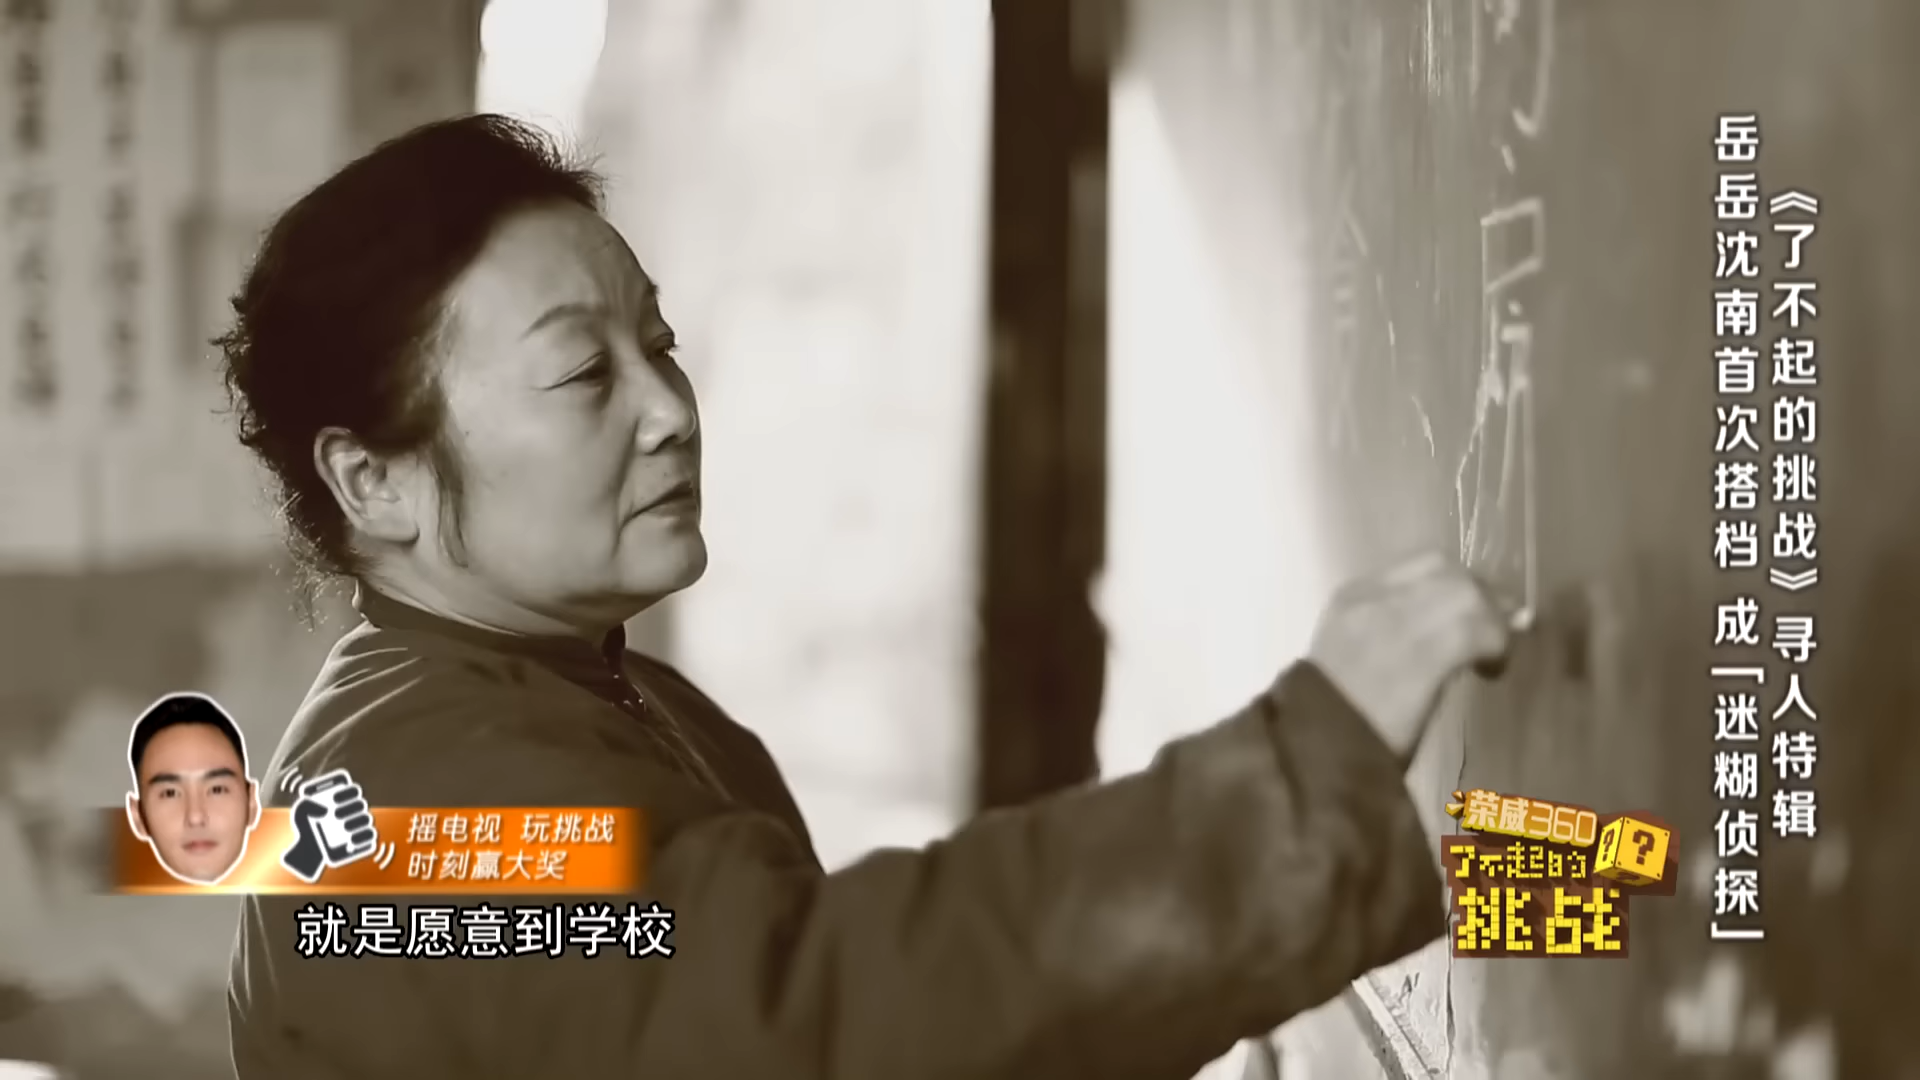 《了不起的挑战》寻人特辑
岳岳沈南首次搭档 成「迷糊侦探」
摇电视 玩挑战
时刻赢大奖
荣威360
了不起的
挑战
就是愿意到学校